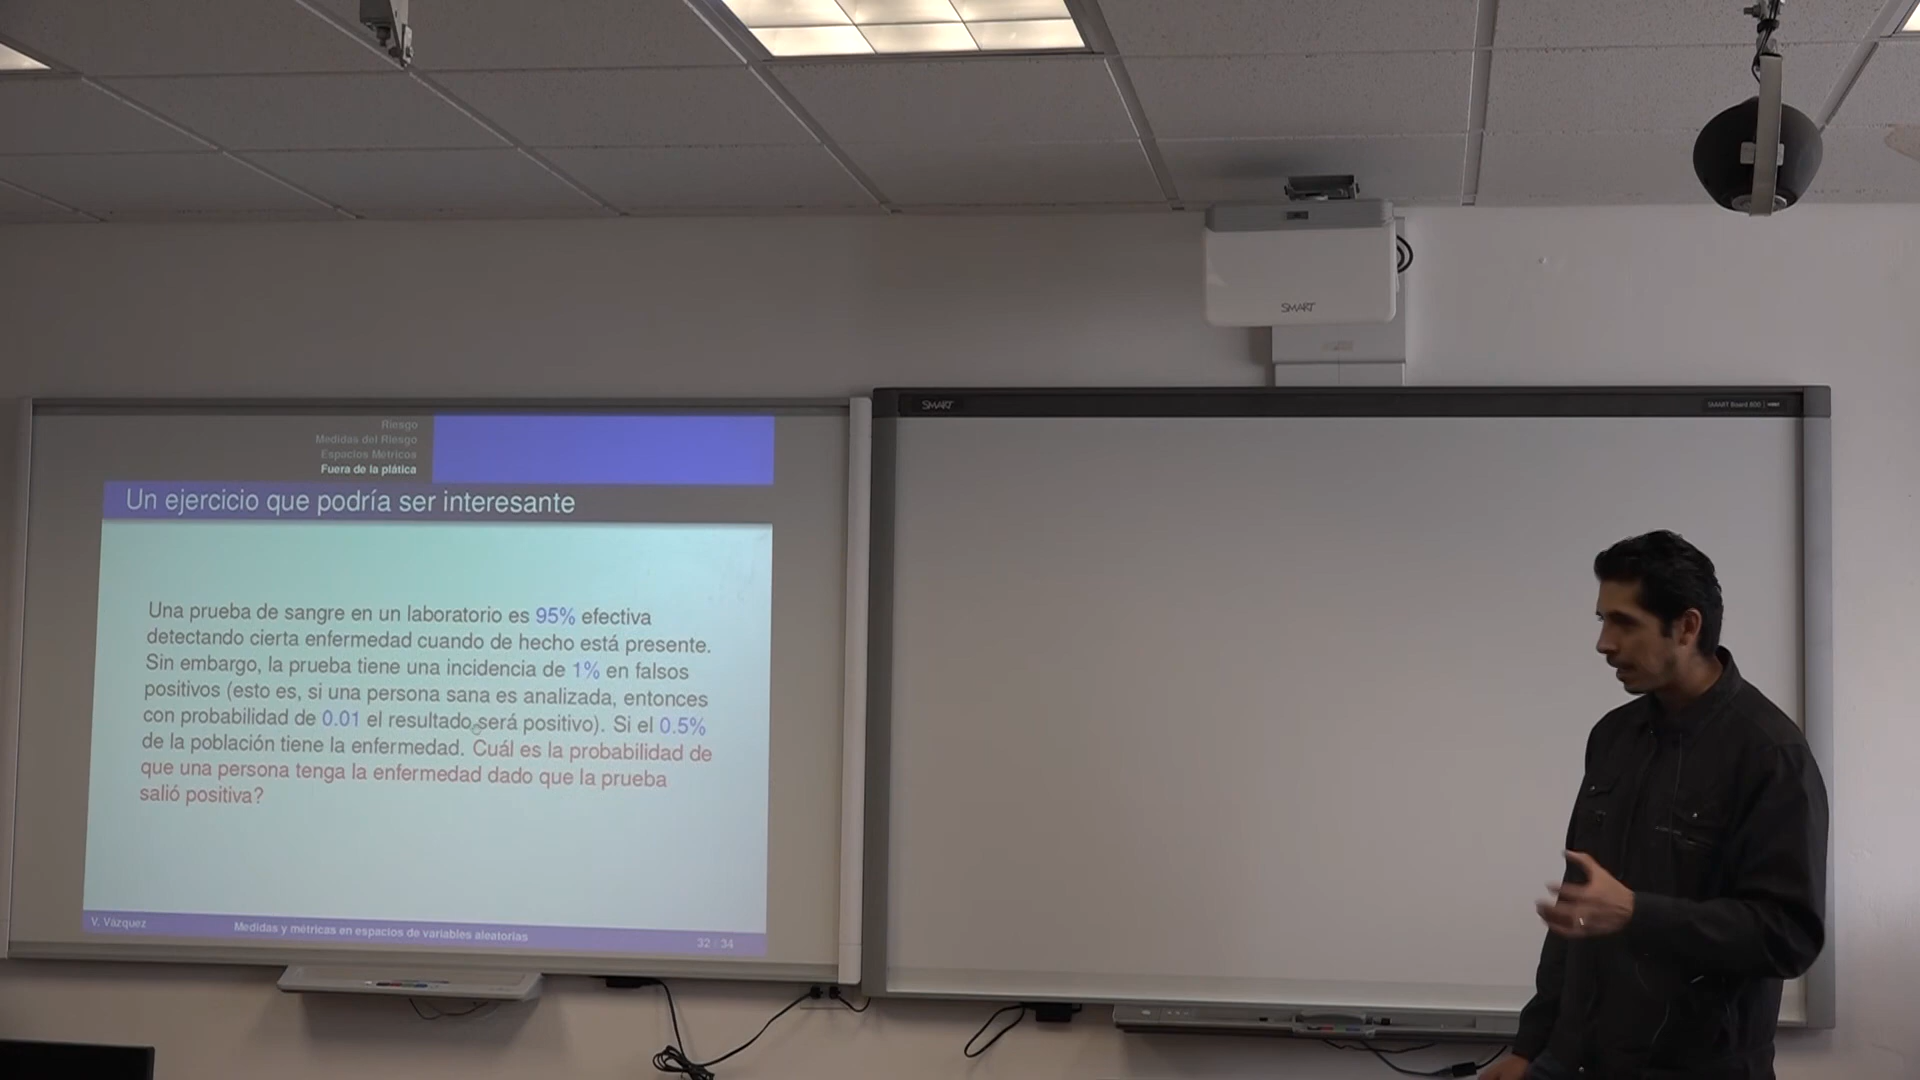 SMART
SMART
SMART Board 800
Riesgo
Medidas del Riesgo
Espacios Métricos
Fuera de la plática
Un ejercicio que podría ser interesante
Una prueba de sangre en un laboratorio es 95% efectiva
detectando cierta enfermedad cuando de hecho está presente.
Sin embargo, la prueba tiene una incidencia de 1% en falsos
positivos (esto es, si una persona sana es analizada, entonces
con probabilidad de 0.01 el resultado será positivo). Si el 0.5%
de la población tiene la enfermedad. Cuál es la probabilidad de
que una persona tenga la enfermedad dado que la prueba
salió positiva?
V. Vázquez
Medidas y métricas en espacios de variables aleatorias
32 / 34